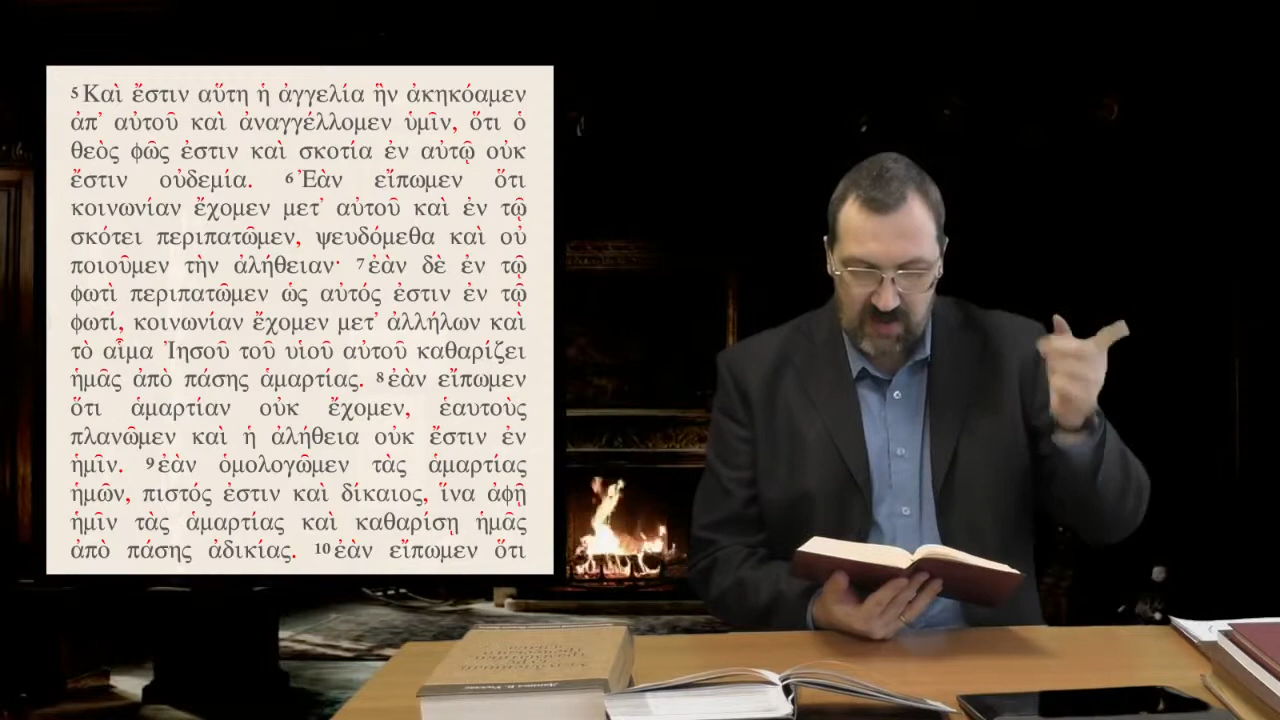 5 Καὶ ἔστιν αὕτη ἡ ἀγγελία ἣν ἀκηκόαμεν
ἀπ᾽ αὐτοῦ καὶ ἀναγγέλλομεν ὑμῖν, ὅτι ὁ
θεὸς φῶς ἐστιν καὶ σκοτία ἐν αὐτῷ οὐκ
ἔστιν οὐδεμία. 6 Ἐὰν εἴπωμεν ὅτι
κοινωνίαν ἔχομεν μετ᾽ αὐτοῦ καὶ ἐν τῷ
σκότει περιπατῶμεν, ψευδόμεθα καὶ οὐ
ποιοῦμεν τὴν ἀλήθειαν· 7 ἐὰν δὲ ἐν τῷ
φωτὶ περιπατῶμεν ὡς αὐτός ἐστιν ἐν τῷ
φωτί, κοινωνίαν ἔχομεν μετ᾽ ἀλλήλων καὶ
τὸ αἷμα Ἰησοῦ τοῦ υἱοῦ αὐτοῦ καθαρίζει
ἡμᾶς ἀπὸ πάσης ἁμαρτίας. 8 ἐὰν εἴπωμεν
ὅτι ἁμαρτίαν οὐκ ἔχομεν, ἑαυτοὺς
πλανῶμεν καὶ ἡ ἀλήθεια οὐκ ἔστιν ἐν
ἡμῖν. 9 ἐὰν ὁμολογῶμεν τὰς ἁμαρτίας
ἡμῶν, πιστός ἐστιν καὶ δίκαιος, ἵνα ἀφῇ
ἡμῖν τὰς ἁμαρτίας καὶ καθαρίσῃ ἡμᾶς
ἀπὸ πάσης ἀδικίας. 10 ἐὰν εἴπωμεν ὅτι